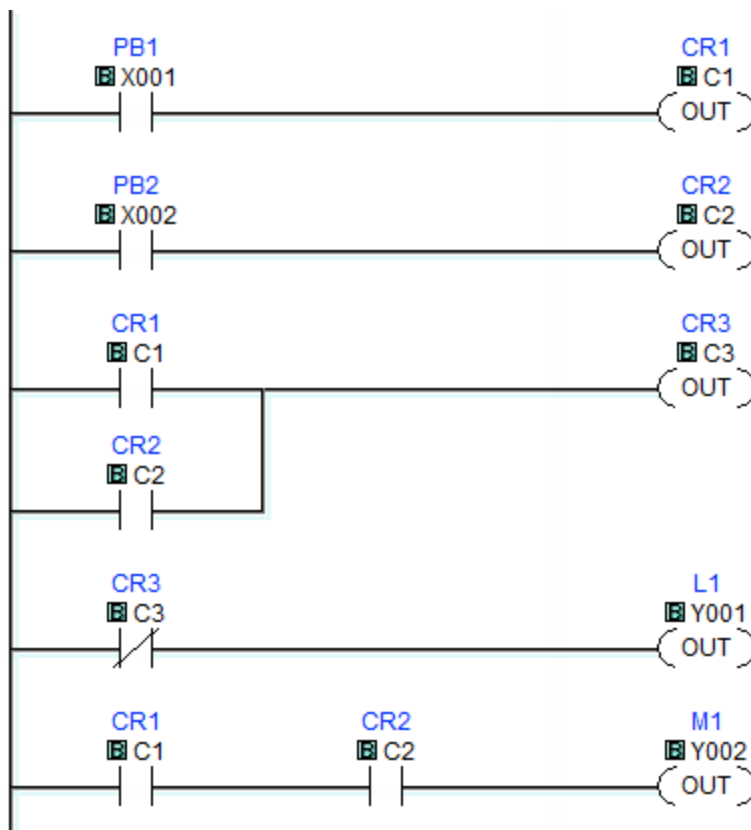 PB1 CR1
B X001 B C1
OUT
PB2 CR2
B X002 B C2
OUT
CR1 CR3
B C1 B C3
OUT
CR2
B C2
CR3 L1
B C3 B Y001
OUT
CR1 CR2 M1
B C1 B C2 B Y002
OUT